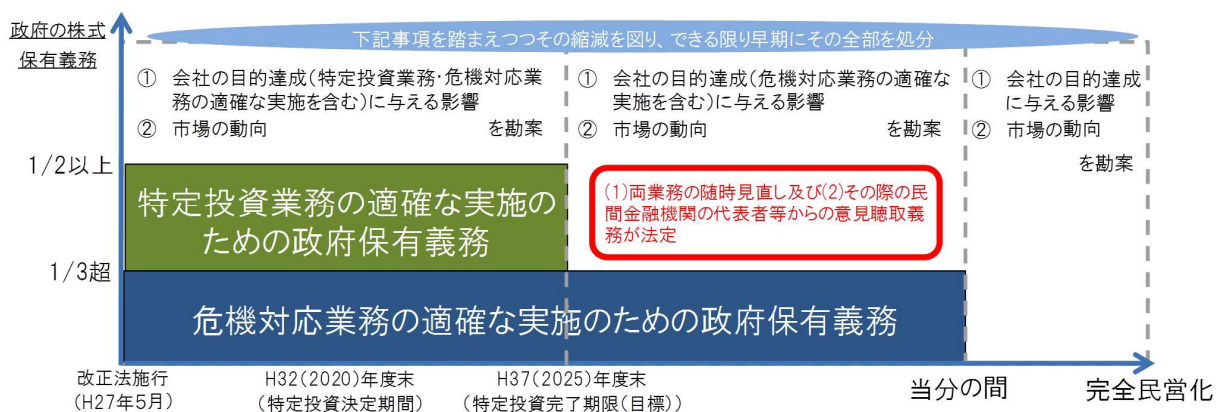 政府の株式
保有義務
下記事項を踏まえつつその縮減を図り、できる限り早期にその全部を処分
① 会社の目的達成(特定投資業務・危機対応業
務の適確な実施を含む)に与える影響
② 市場の動向 を勘案
① 会社の目的達成(危機対応業務の適確な
実施を含む)に与える影響
② 市場の動向 を勘案
① 会社の目的達成
に与える影響
② 市場の動向
を勘案
1/2以上
特定投資業務の適確な実施の
ための政府保有義務
(1)両業務の随時見直し及び(2)その際の民
間金融機関の代表者等からの意見聴取義
務が法定
1/3超
危機対応業務の適確な実施のための政府保有義務
改正法施行
(H27年5月)
H32(2020)年度末
(特定投資決定期間)
H37(2025)年度末
(特定投資完了期限(目標))
当分の間
完全民営化